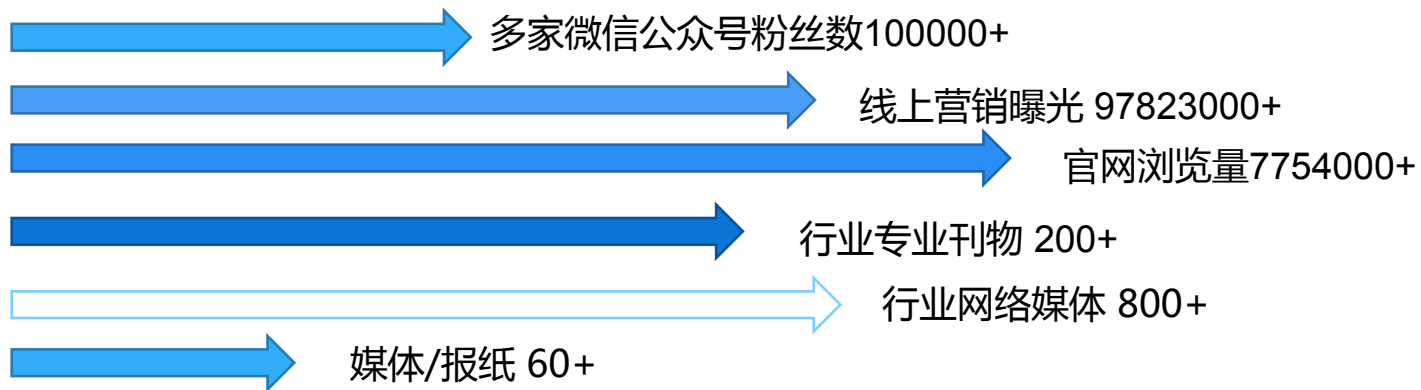 多家微信公众号粉丝数100000+
线上营销曝光 97823000+
官网浏览量7754000+
行业专业刊物 200+
行业网络媒体 800+
媒体/报纸 60+